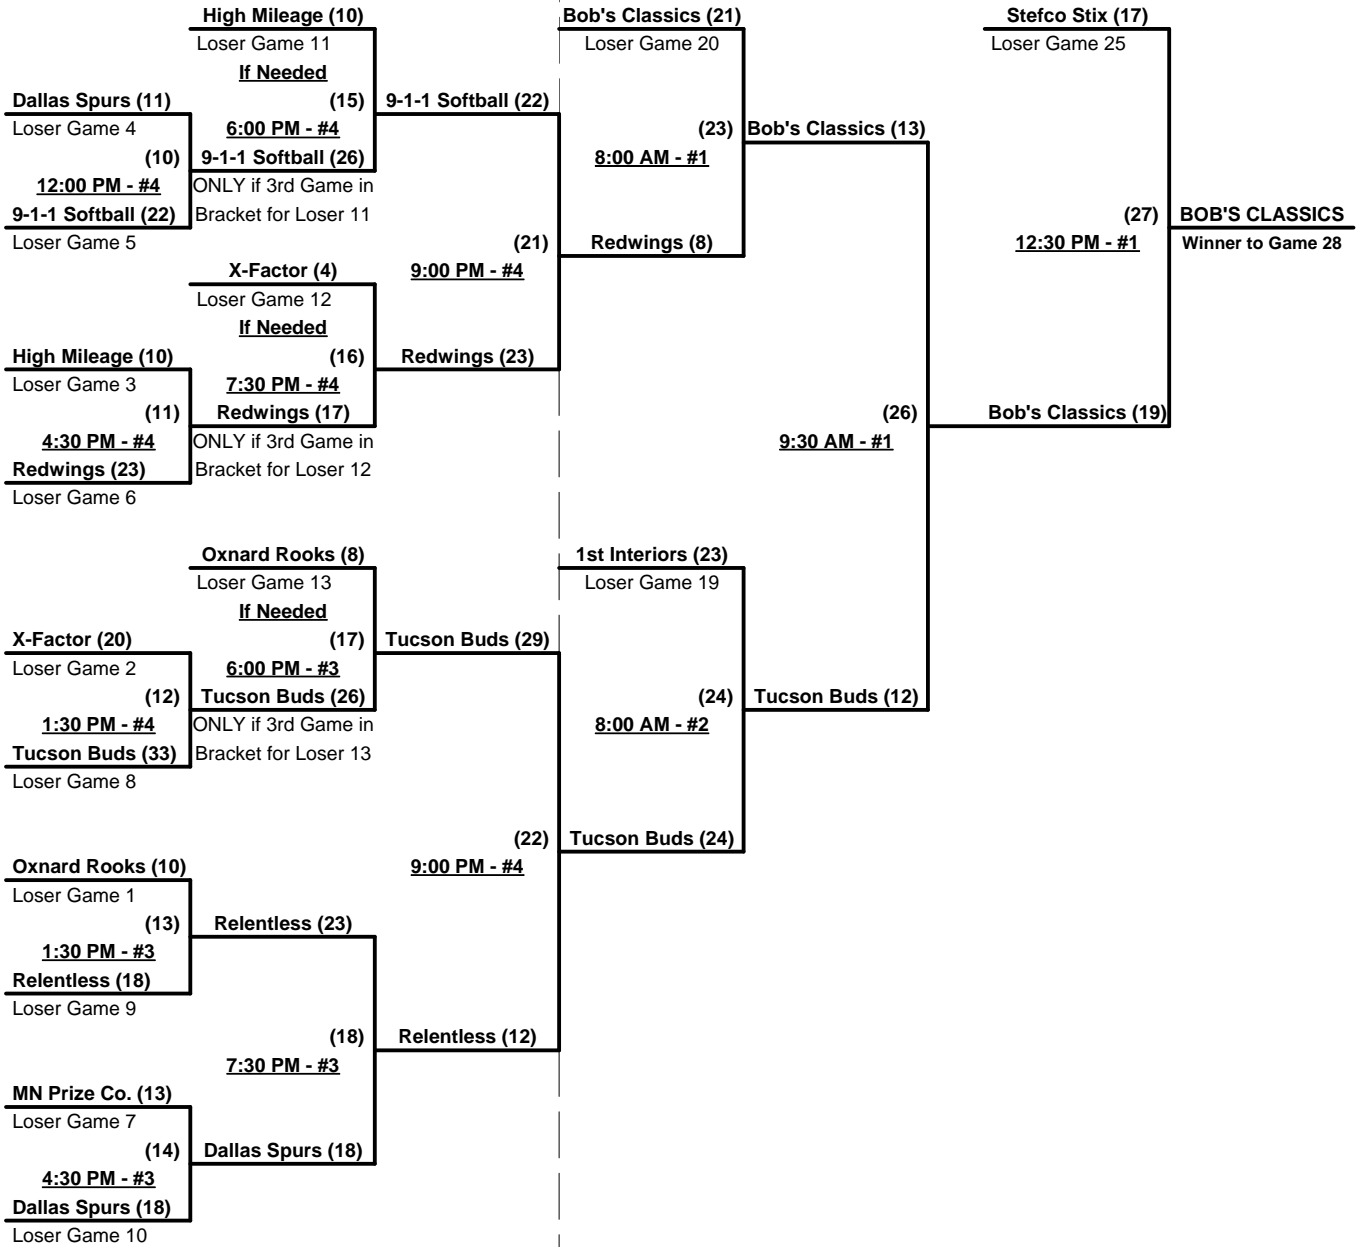 High Mileage (10)
Loser Game 11
If Needed
(15)
6:00 PM - #4
9-1-1 Softball (26)
ONLY if 3rd Game in
Bracket for Loser 11
Dallas Spurs (11)
Loser Game 4
(10)
12:00 PM - #4
9-1-1 Softball (22)
Loser Game 5
X-Factor (4)
Loser Game 12
If Needed
(16)
7:30 PM - #4
Redwings (17)
ONLY if 3rd Game in
Bracket for Loser 12
High Mileage (10)
Loser Game 3
(11)
4:30 PM - #4
Redwings (23)
Loser Game 6
Oxnard Rooks (8)
Loser Game 13
If Needed
(17)
6:00 PM - #3
Tucson Buds (26)
ONLY if 3rd Game in
Bracket for Loser 13
X-Factor (20)
Loser Game 2
(12)
1:30 PM - #4
Tucson Buds (33)
Loser Game 8
Oxnard Rooks (10)
Loser Game 1
(13)
1:30 PM - #3
Relentless (18)
Loser Game 9
Relentless (23)
(18)
7:30 PM - #3
Dallas Spurs (18)
MN Prize Co. (13)
Loser Game 7
(14)
4:30 PM - #3
Dallas Spurs (18)
Loser Game 10
9-1-1 Softball (22)
(21)
9:00 PM - #4
Redwings (23)
Tucson Buds (29)
(22)
9:00 PM - #4
Relentless (12)
Bob's Classics (21)
Loser Game 20
(23)
8:00 AM - #1
Redwings (8)
1st Interiors (23)
Loser Game 19
(24)
8:00 AM - #2
Tucson Buds (24)
Bob's Classics (13)
(26)
9:30 AM - #1
Tucson Buds (12)
Stefco Stix (17)
Loser Game 25
(27)
12:30 PM - #1
Bob's Classics (19)
BOB'S CLASSICS
Winner to Game 28